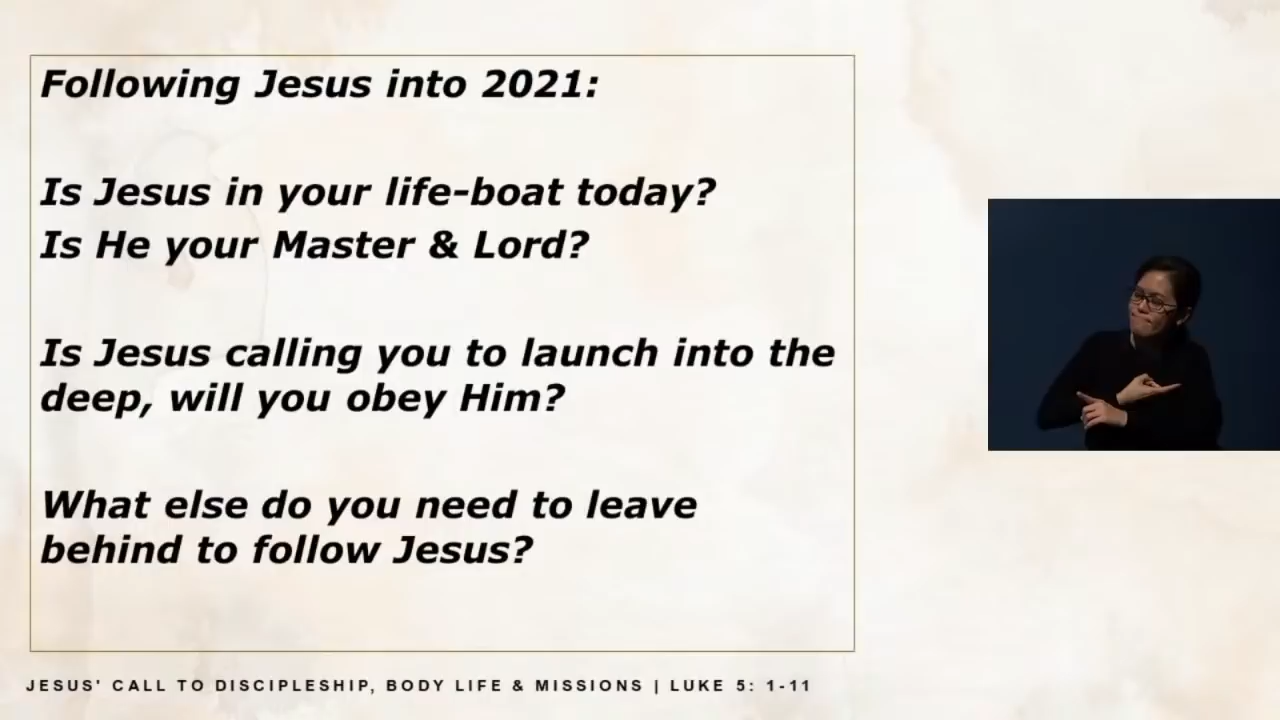 Following Jesus into 2021:
Is Jesus in your life-boat today?
Is He your Master & Lord?
Is Jesus calling you to launch into the
deep, will you obey Him?
What else do you need to leave
behind to follow Jesus?
JESUS' CALL TO DISCIPLESHIP, BODY LIFE & MISSIONS | LUKE 5: 1-11